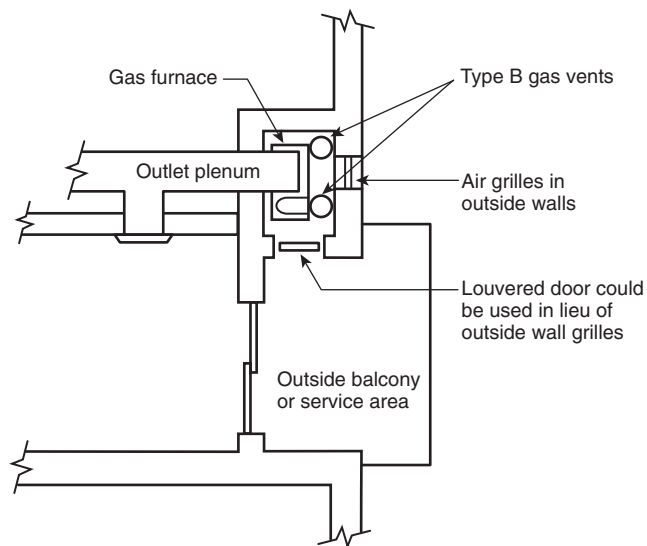 Gas furnace
Type B gas vents
Outlet plenum
Air grilles in
outside walls
Louvered door could
be used in lieu of
outside wall grilles
Outside balcony
or service area